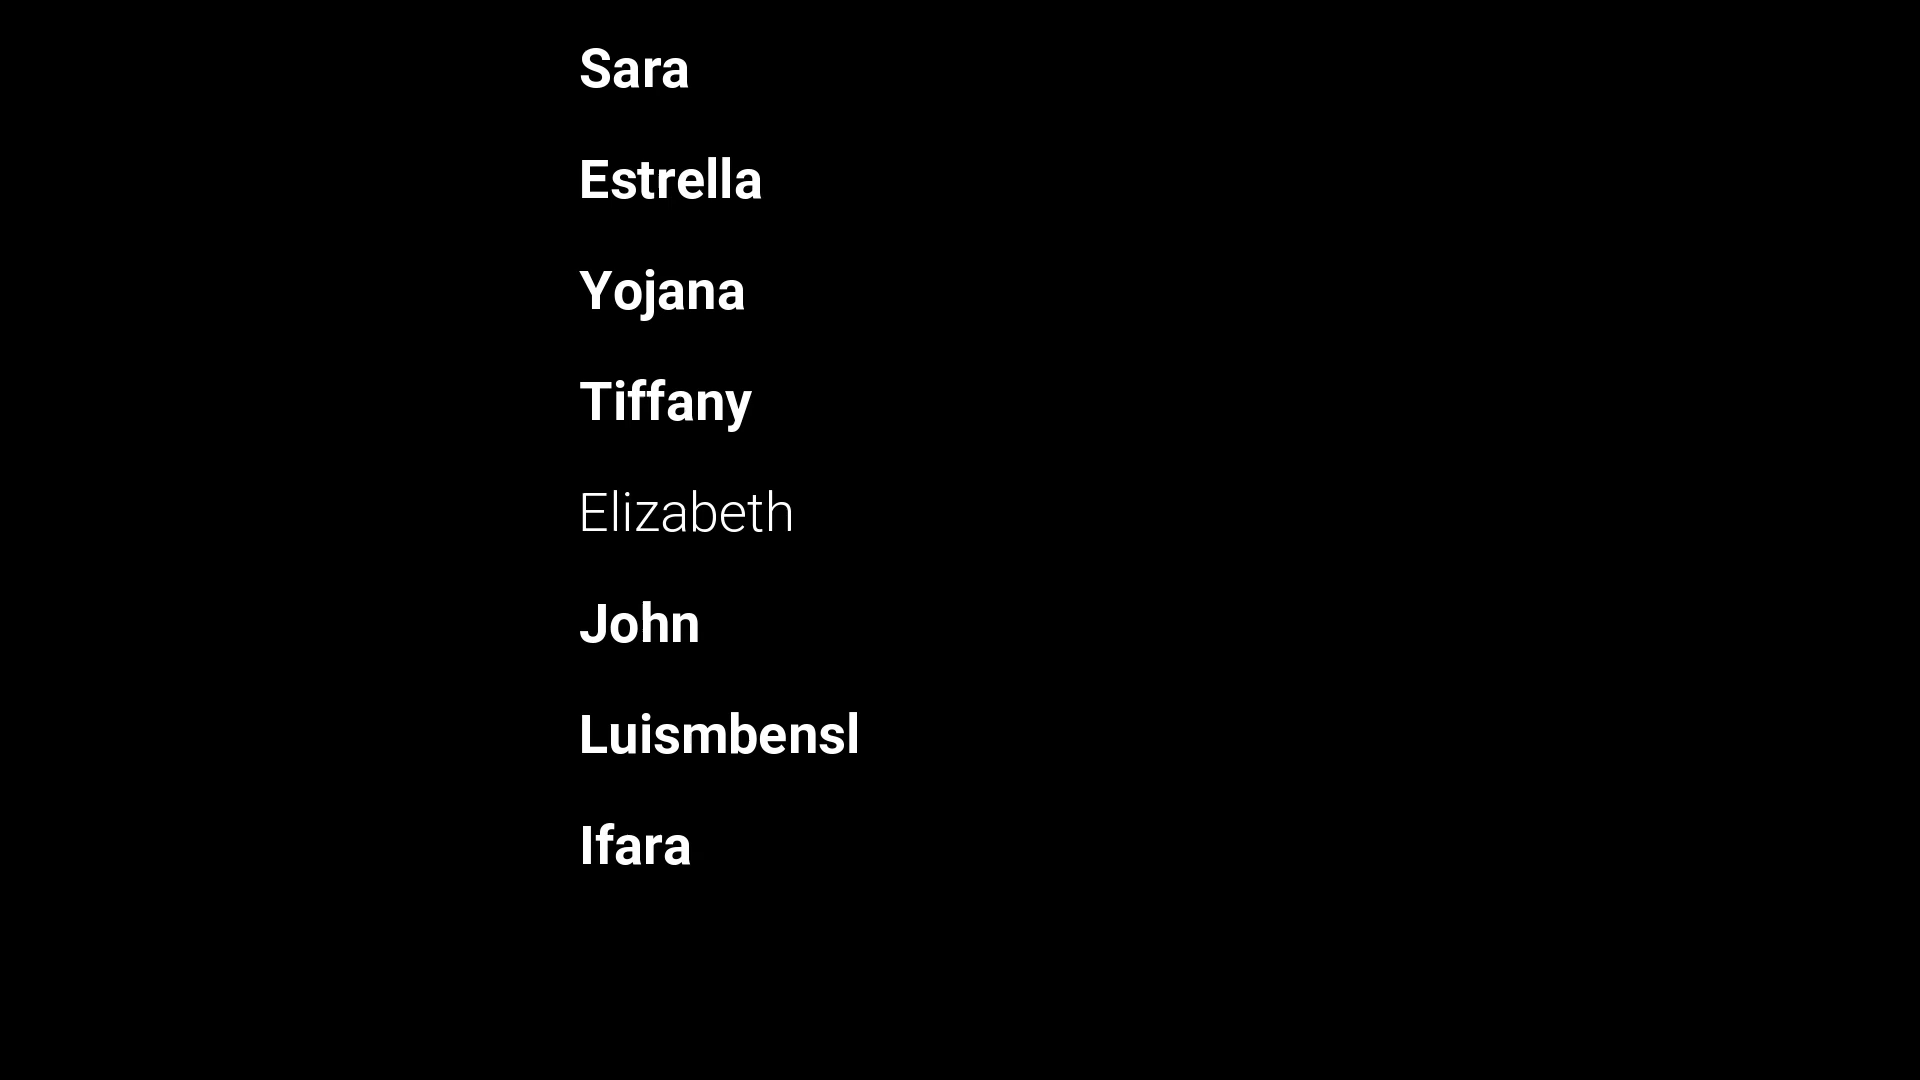 Sara
Estrella
Yojana
Tiffany
Elizabeth
John
Luismbensl
Ifara